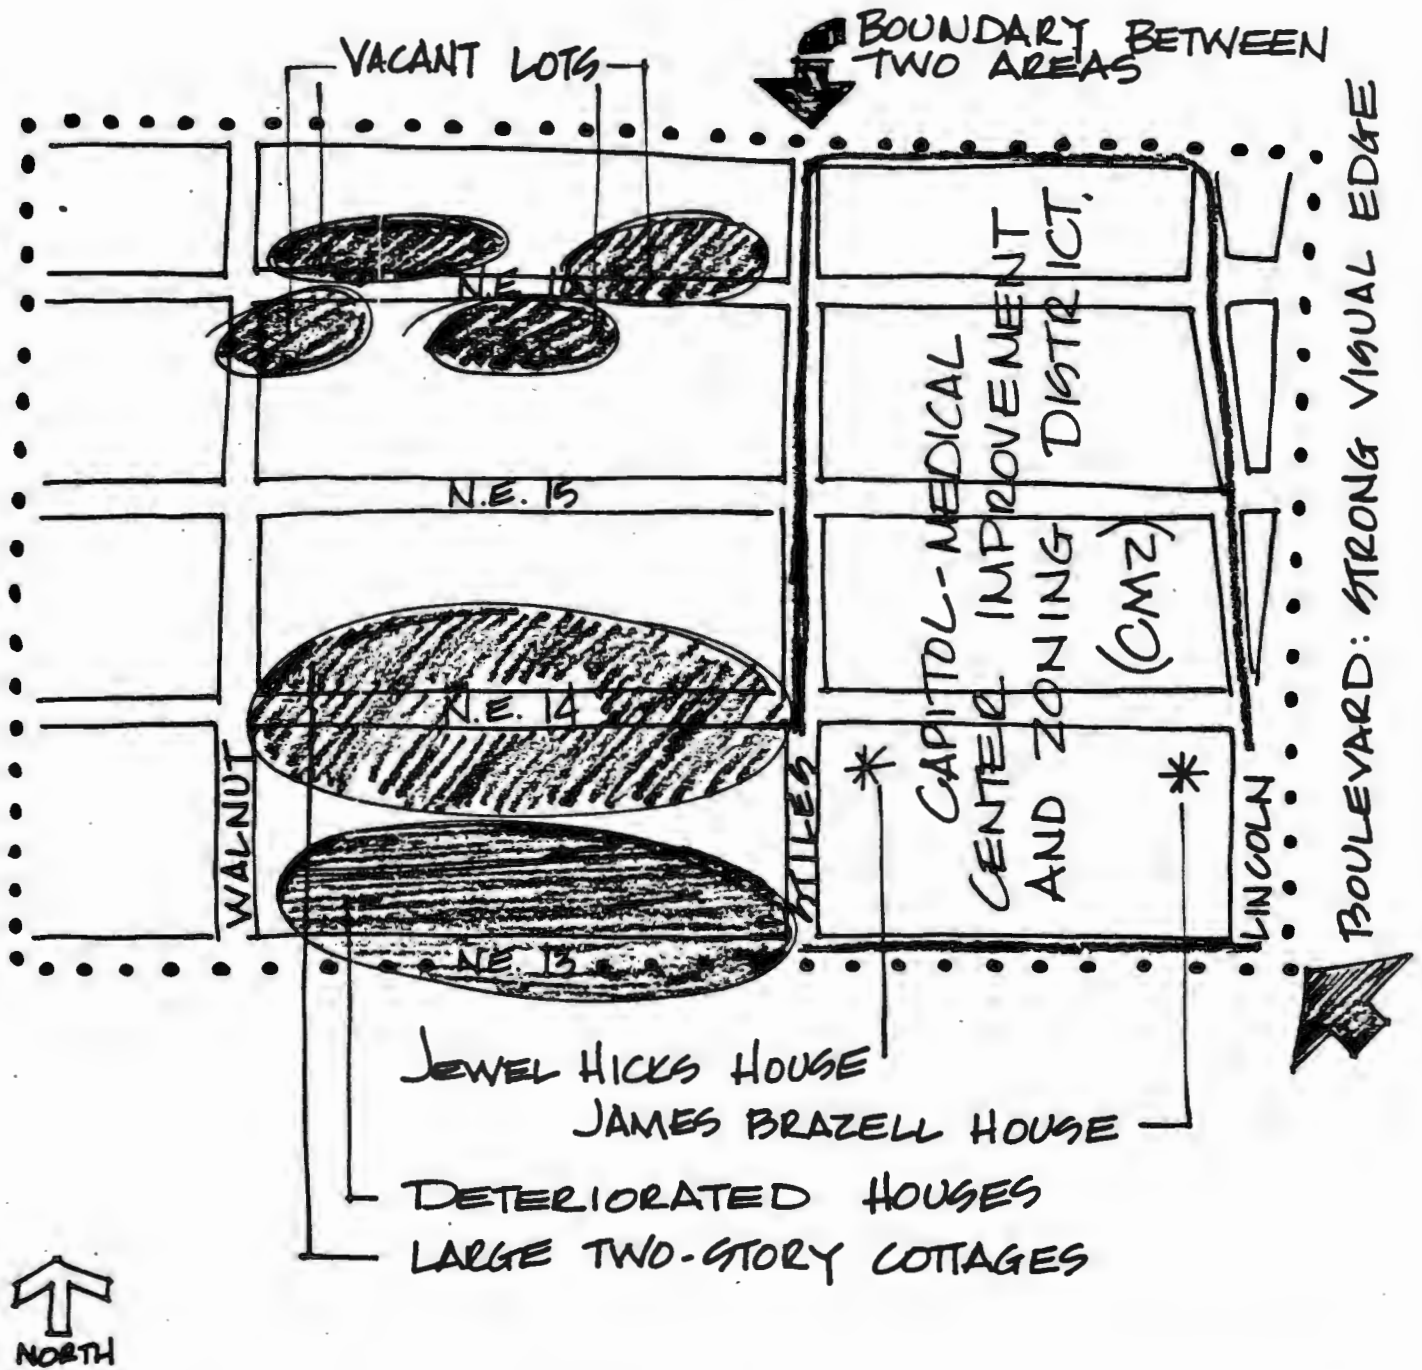 BOUNDARY BETWEEN
TWO AREAS
VACANT LOTS
BOULEVARD: STRONG VISUAL EDGE
N.E. 16
N.E. 15
N.E. 14
N.E. 13
WALNUT
STILES
LINCOLN
CAPITOL-MEDICAL
CENTER IMPROVEMENT
AND ZONING DISTRICT.
(CMZ)
JEWEL HICKS HOUSE
JAMES BRAZELL HOUSE
DETERIORATED HOUSES
LARGE TWO-STORY COTTAGES
NORTH